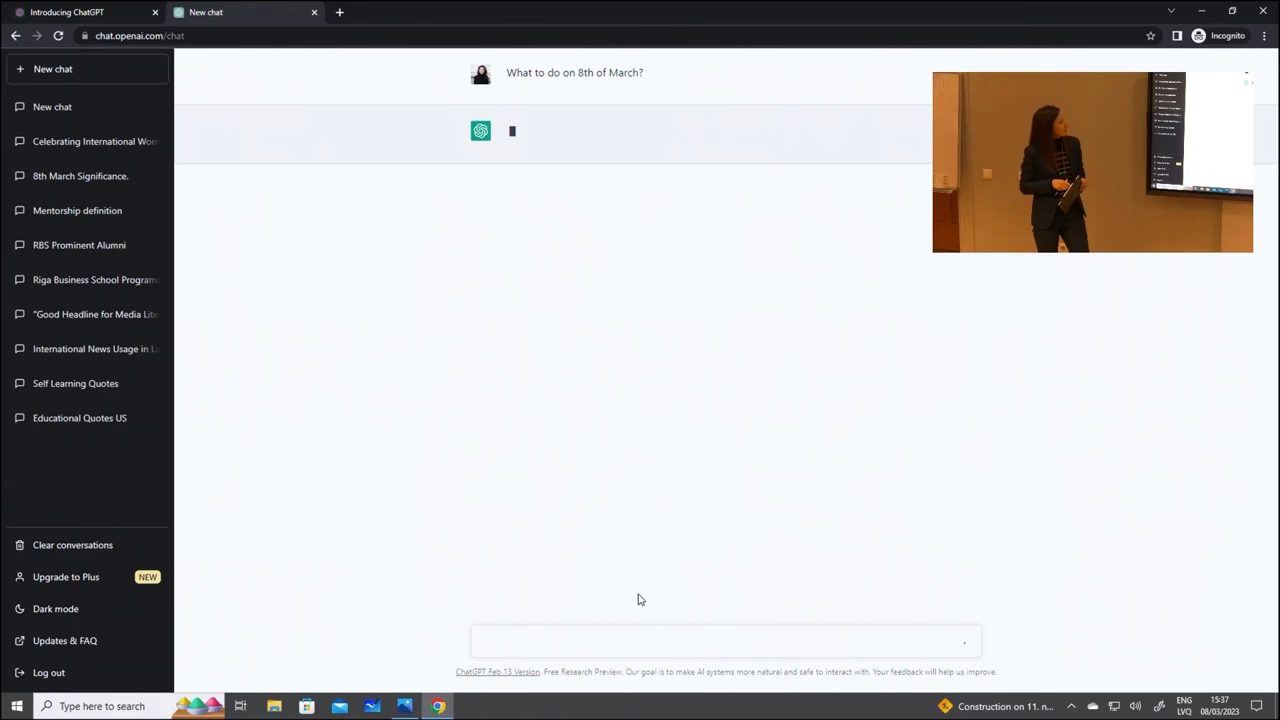 Introducing ChatGPT
New chat
chat.openai.com/chat
Incognito
New chat
New chat
Celebrating International Wom
8th March Significance.
Mentorship definition
RBS Prominent Alumni
Riga Business School Program
"Good Headline for Media Lite
International News Usage in La
Self Learning Quotes
Educational Quotes US
Clear conversations
Upgrade to Plus
NEW
Dark mode
Updates & FAQ
Log out
What to do on 8th of March?
ChatGPT Feb 13 Version. Free Research Preview. Our goal is to make AI systems more natural and safe to interact with. Your feedback will help us improve.
Type here to search
Construction on 11. n...
ENG
LVQ
15:37
08/03/2023